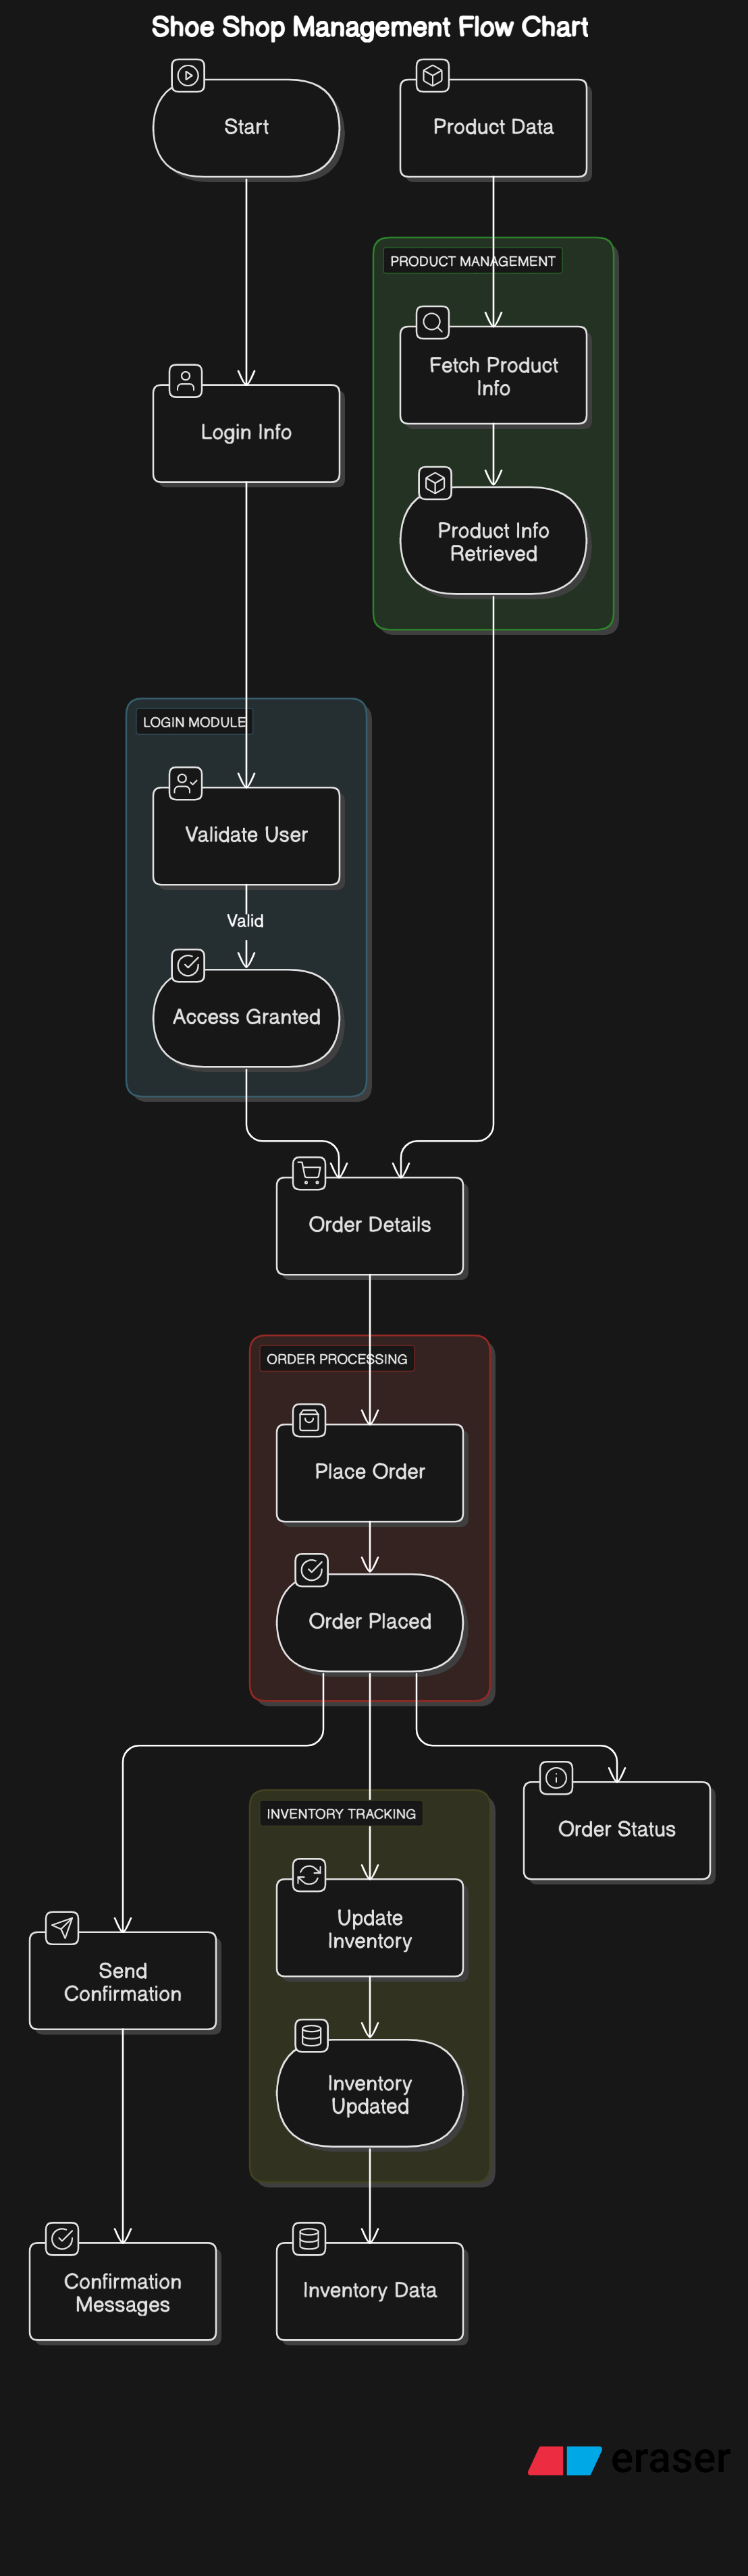 Shoe Shop Management Flow Chart
Start
Product Data
PRODUCT MANAGEMENT
Fetch Product
Info
Login Info
Product Info
Retrieved
LOGIN MODULE
Validate User
Valid
Access Granted
Order Details
ORDER PROCESSING
Place Order
Order Placed
INVENTORY TRACKING
Order Status
Update
Inventory
Send
Confirmation
Inventory
Updated
Confirmation
Messages
Inventory Data
eraser